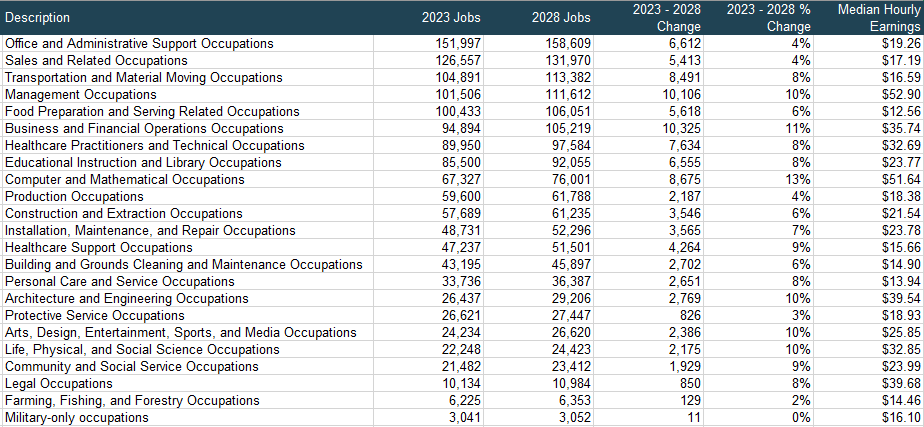 Description 2023 Jobs 2028 Jobs 2023 - 2028 Change 2023 - 2028 % Change Median Hourly Earnings
Office and Administrative Support Occupations 151,997 158,609 6,612 4% $19.26
Sales and Related Occupations 126,557 131,970 5,413 4% $17.19
Transportation and Material Moving Occupations 104,891 113,382 8,491 8% $16.59
Management Occupations 101,506 111,612 10,106 10% $52.90
Food Preparation and Serving Related Occupations 100,433 106,051 5,618 6% $12.56
Business and Financial Operations Occupations 94,894 105,219 10,325 11% $35.74
Healthcare Practitioners and Technical Occupations 89,950 97,584 7,634 8% $32.69
Educational Instruction and Library Occupations 85,500 92,055 6,555 8% $23.77
Computer and Mathematical Occupations 67,327 76,001 8,675 13% $51.64
Production Occupations 59,600 61,788 2,187 4% $18.38
Construction and Extraction Occupations 57,689 61,235 3,546 6% $21.54
Installation, Maintenance, and Repair Occupations 48,731 52,296 3,565 7% $23.78
Healthcare Support Occupations 47,237 51,501 4,264 9% $15.66
Building and Grounds Cleaning and Maintenance Occupations 43,195 45,897 2,702 6% $14.90
Personal Care and Service Occupations 33,736 36,387 2,651 8% $13.94
Architecture and Engineering Occupations 26,437 29,206 2,769 10% $39.54
Protective Service Occupations 26,621 27,447 826 3% $18.93
Arts, Design, Entertainment, Sports, and Media Occupations 24,234 26,620 2,386 10% $25.85
Life, Physical, and Social Science Occupations 22,248 24,423 2,175 10% $32.85
Community and Social Service Occupations 21,482 23,412 1,929 9% $23.99
Legal Occupations 10,134 10,984 850 8% $39.68
Farming, Fishing, and Forestry Occupations 6,225 6,353 129 2% $14.46
Military-only occupations 3,041 3,052 11 0% $16.10